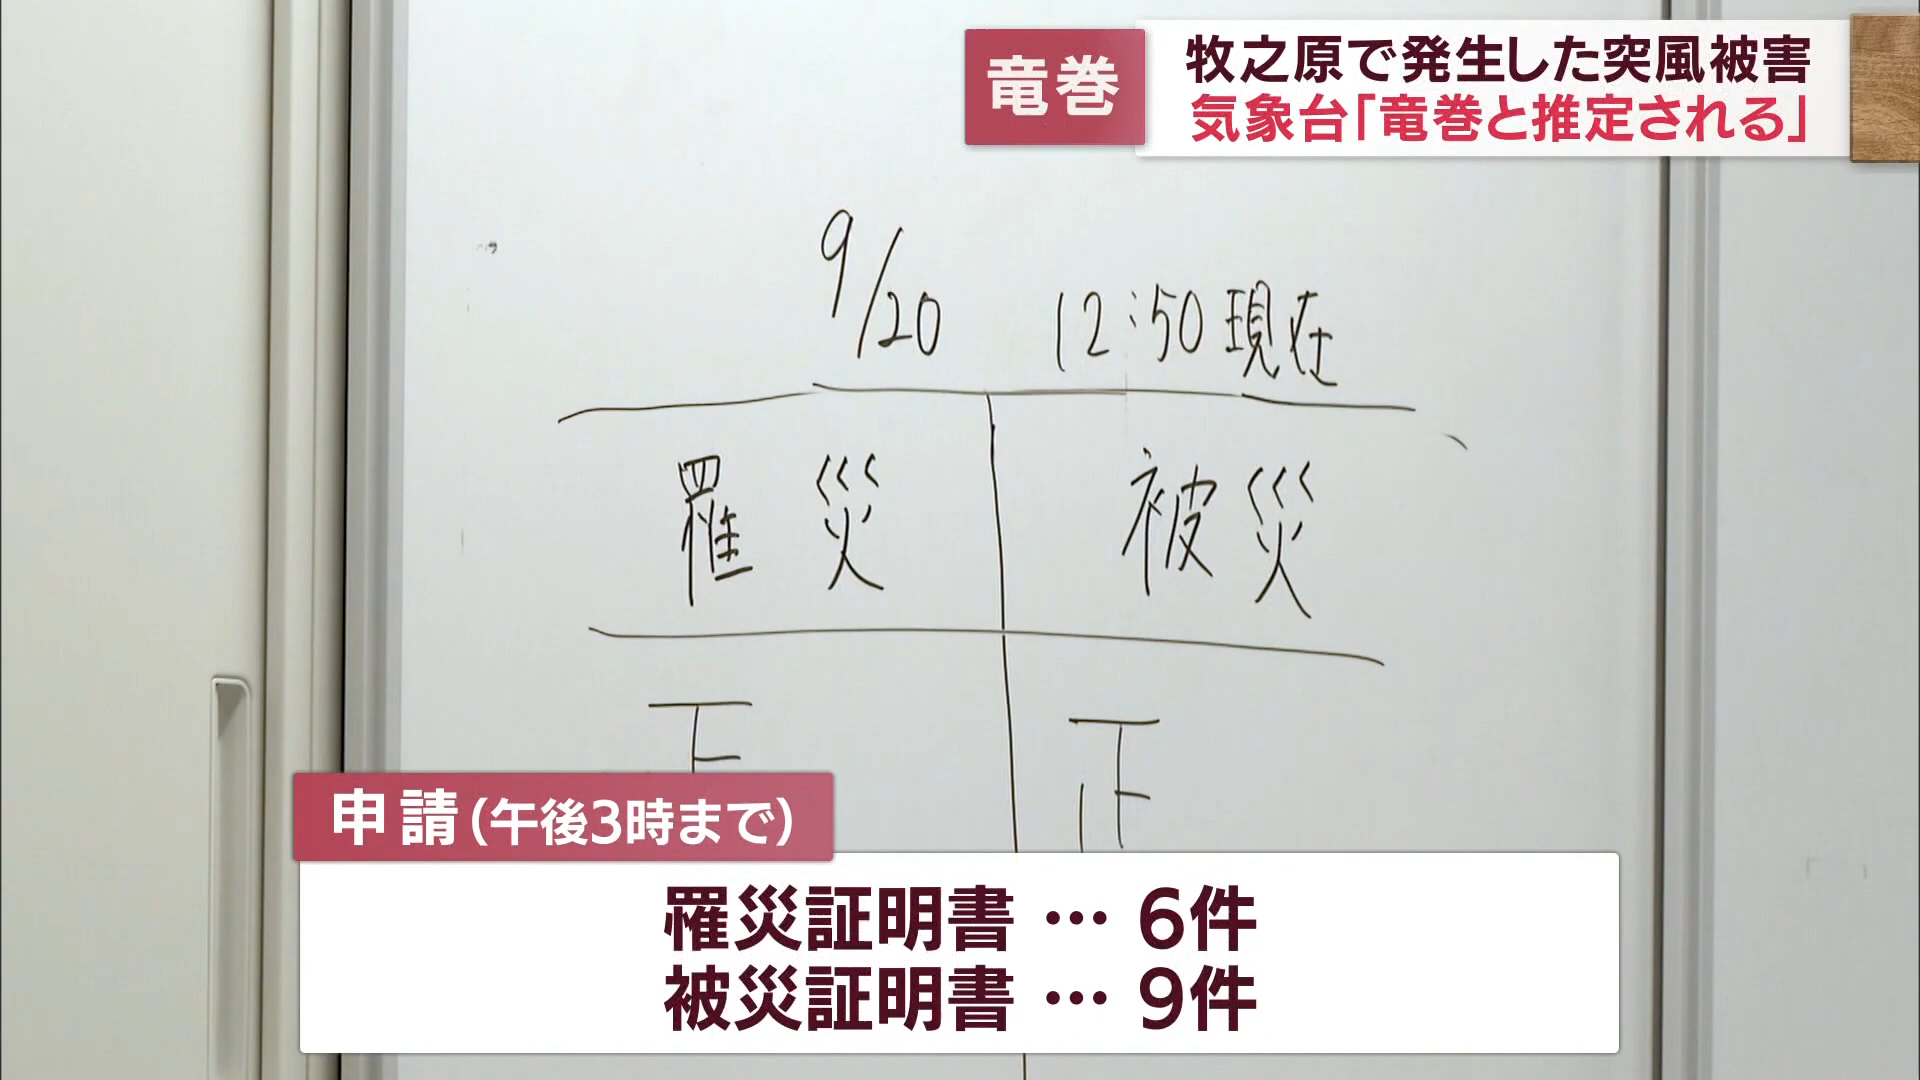 竜巻
牧之原で発生した突風被害
気象台「竜巻と推定される」
9/20 12:50現在
罹災 被災
正
申請(午後3時まで)
罹災証明書 … 6件
被災証明書 … 9件